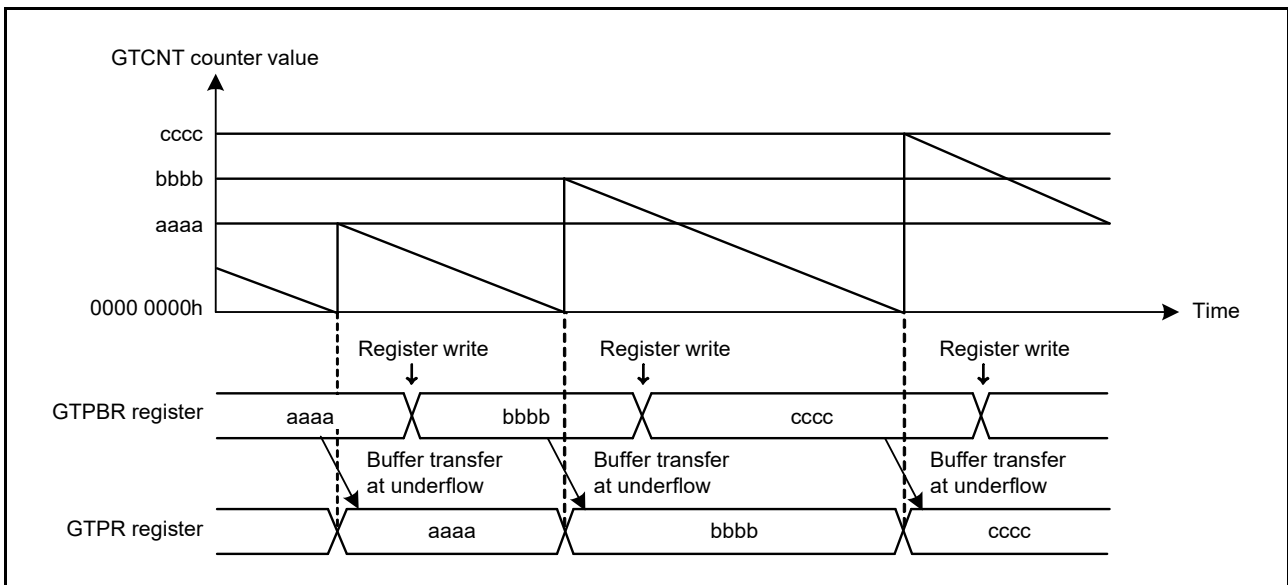 GTCNT counter value
cccc
bbbb
aaaa
0000 0000h
Time
Register write
Register write
Register write
GTPBR register
aaaa
bbbb
cccc
Buffer transfer
at underflow
Buffer transfer
at underflow
Buffer transfer
at underflow
GTPR register
aaaa
bbbb
cccc